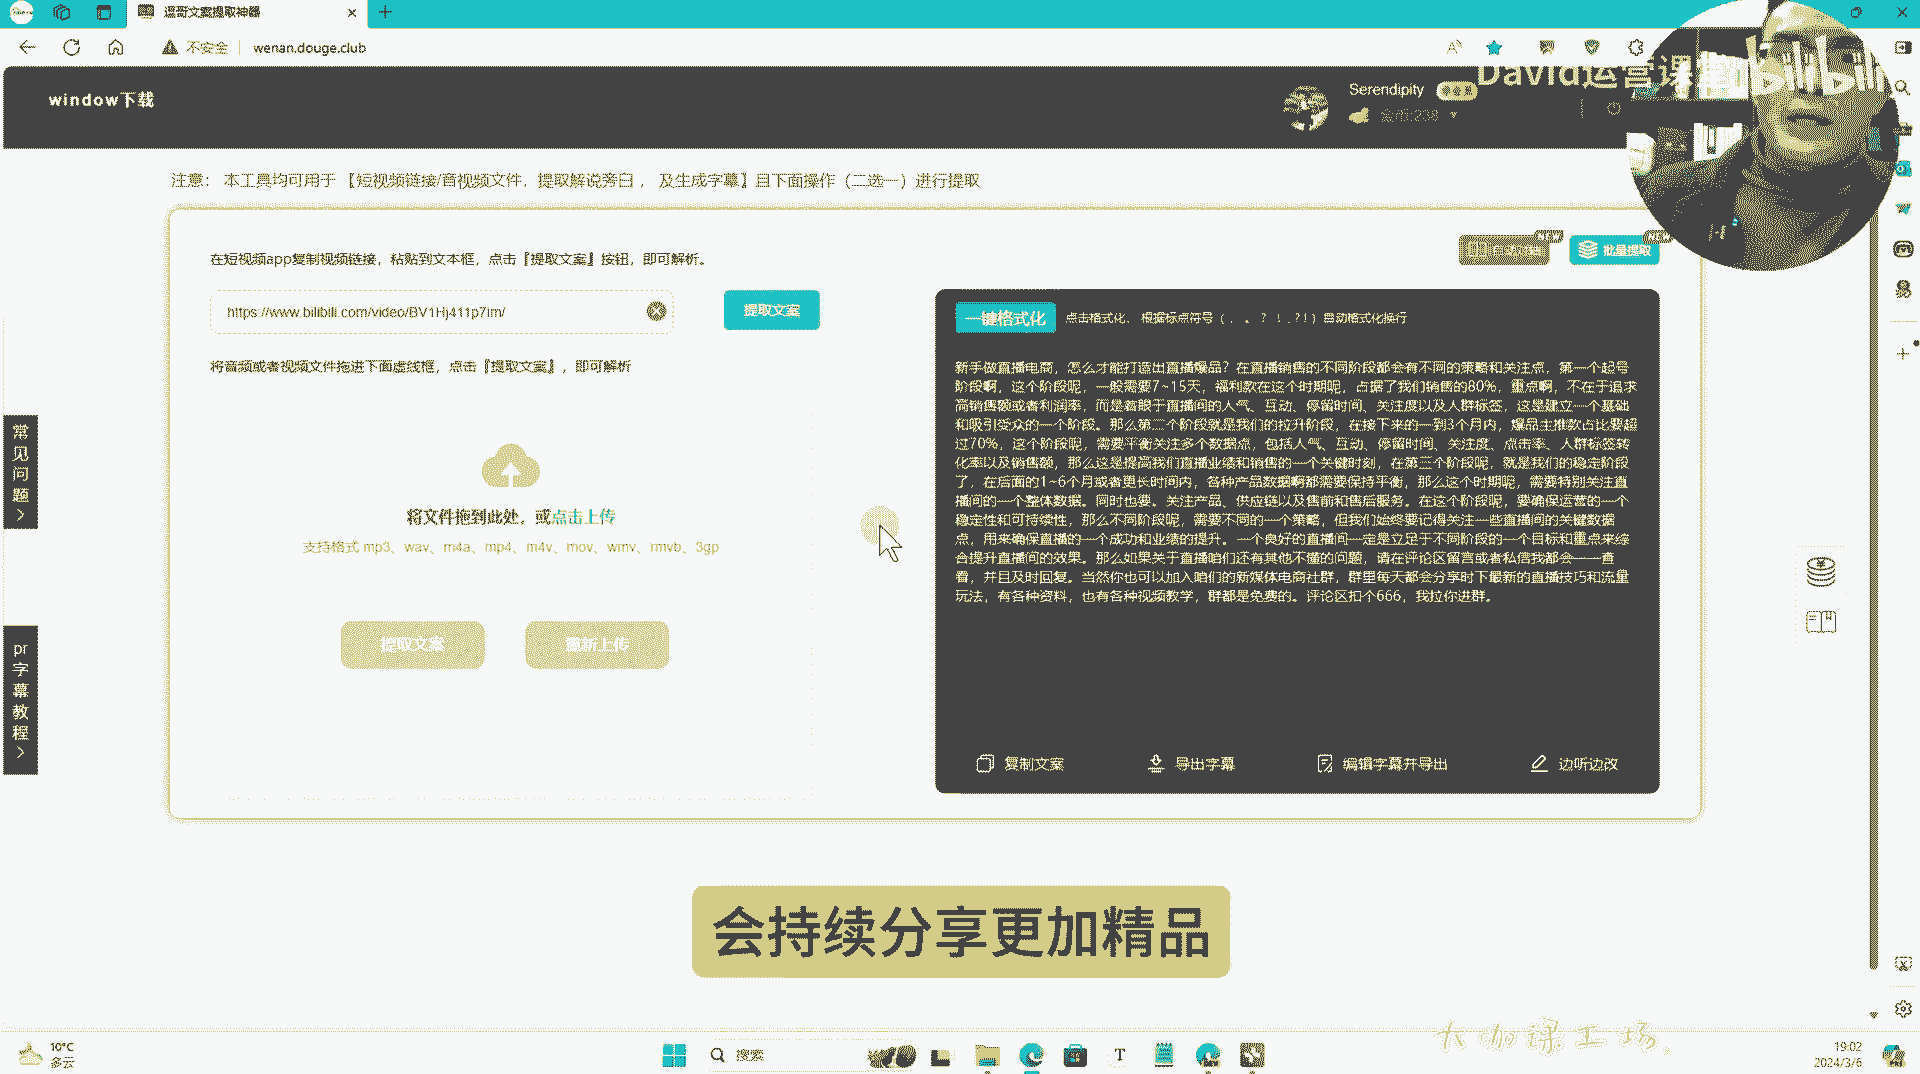 逗哥文案提取神器
不安全
wenan.douge.club
David运营课堂
bilibili
window下载
Serendipity
金币:238
注意： 本工具均可用于 【短视频链接/音视频文件，提取解说旁白， 及生成字幕】且下面操作（二选一）进行提取
在短视频app复制视频链接，粘贴到文本框，点击『提取文案』按钮，即可解析。
NEW
批量提取
NEW
https://www.bilibili.com/video/BV1Hj411p7im/
提取文案
一键格式化
点击格式化、 根据标点符号（ , 。 ? ! .?!）自动格式化换行
将音频或者视频文件拖进下面虚线框，点击『提取文案』，即可解析
新手做直播电商，怎么才能打造出直播爆品？在直播销售的不同阶段都会有不同的策略和关注点，第一个起号
阶段啊，这个阶段呢，一般需要7~15天，福利款在这个时期呢，占据了我们销售的80%，重点啊，不在于追求
高销售额或者利润率，而是着眼于直播间的人气、互动、停留时间、关注度以及人群标签，这是建立一个基础
和吸引受众的一个阶段。那么第二个阶段就是我们的拉升阶段，在接下来的一到3个月内，爆品主推款占比要超
过70%，这个阶段呢，需要平衡关注多个数据点，包括人气、互动、停留时间、关注度、点击率、人群标签转
化率以及销售额，那么这是提高我们直播业绩和销售的一个关键时刻，在第三个阶段呢，就是我们的稳定阶段
了，在后面的1~6个月或者更长时间内，各种产品数据啊都需要保持平衡，那么这个时期呢，需要特别关注直
播间的一个整体数据。同时也要。关注产品、供应链以及售前和售后服务。在这个阶段呢，要确保运营的一个
稳定性和可持续性，那么不同阶段呢，需要不同的一个策略，但我们始终要记得关注一些直播间的关键数据
点，用来确保直播的一个成功和业绩的提升。一个良好的直播间一定是立足于不同阶段的一个目标和重点来综
合提升直播间的效果。那么如果关于直播咱们还有其他不懂的问题，请在评论区留言或者私信我都会一一查
看，并且及时回复。当然你也可以加入咱们的新媒体电商社群，群里每天都会分享时下最新的直播技巧和流量
玩法，有各种资料，也有各种视频教学，群都是免费的。评论区扣个666，我拉你进群。
常见问题
将文件拖到此处，或点击上传
支持格式 mp3、wav、m4a、mp4、m4v、mov、wmv、rmvb、3gp
提取文案
重新上传
pr字幕教程
复制文案
导出字幕
编辑字幕并导出
边听边改
会持续分享更加精品
大咖课工场.
10°C
多云
搜索
19:02
2024/3/6